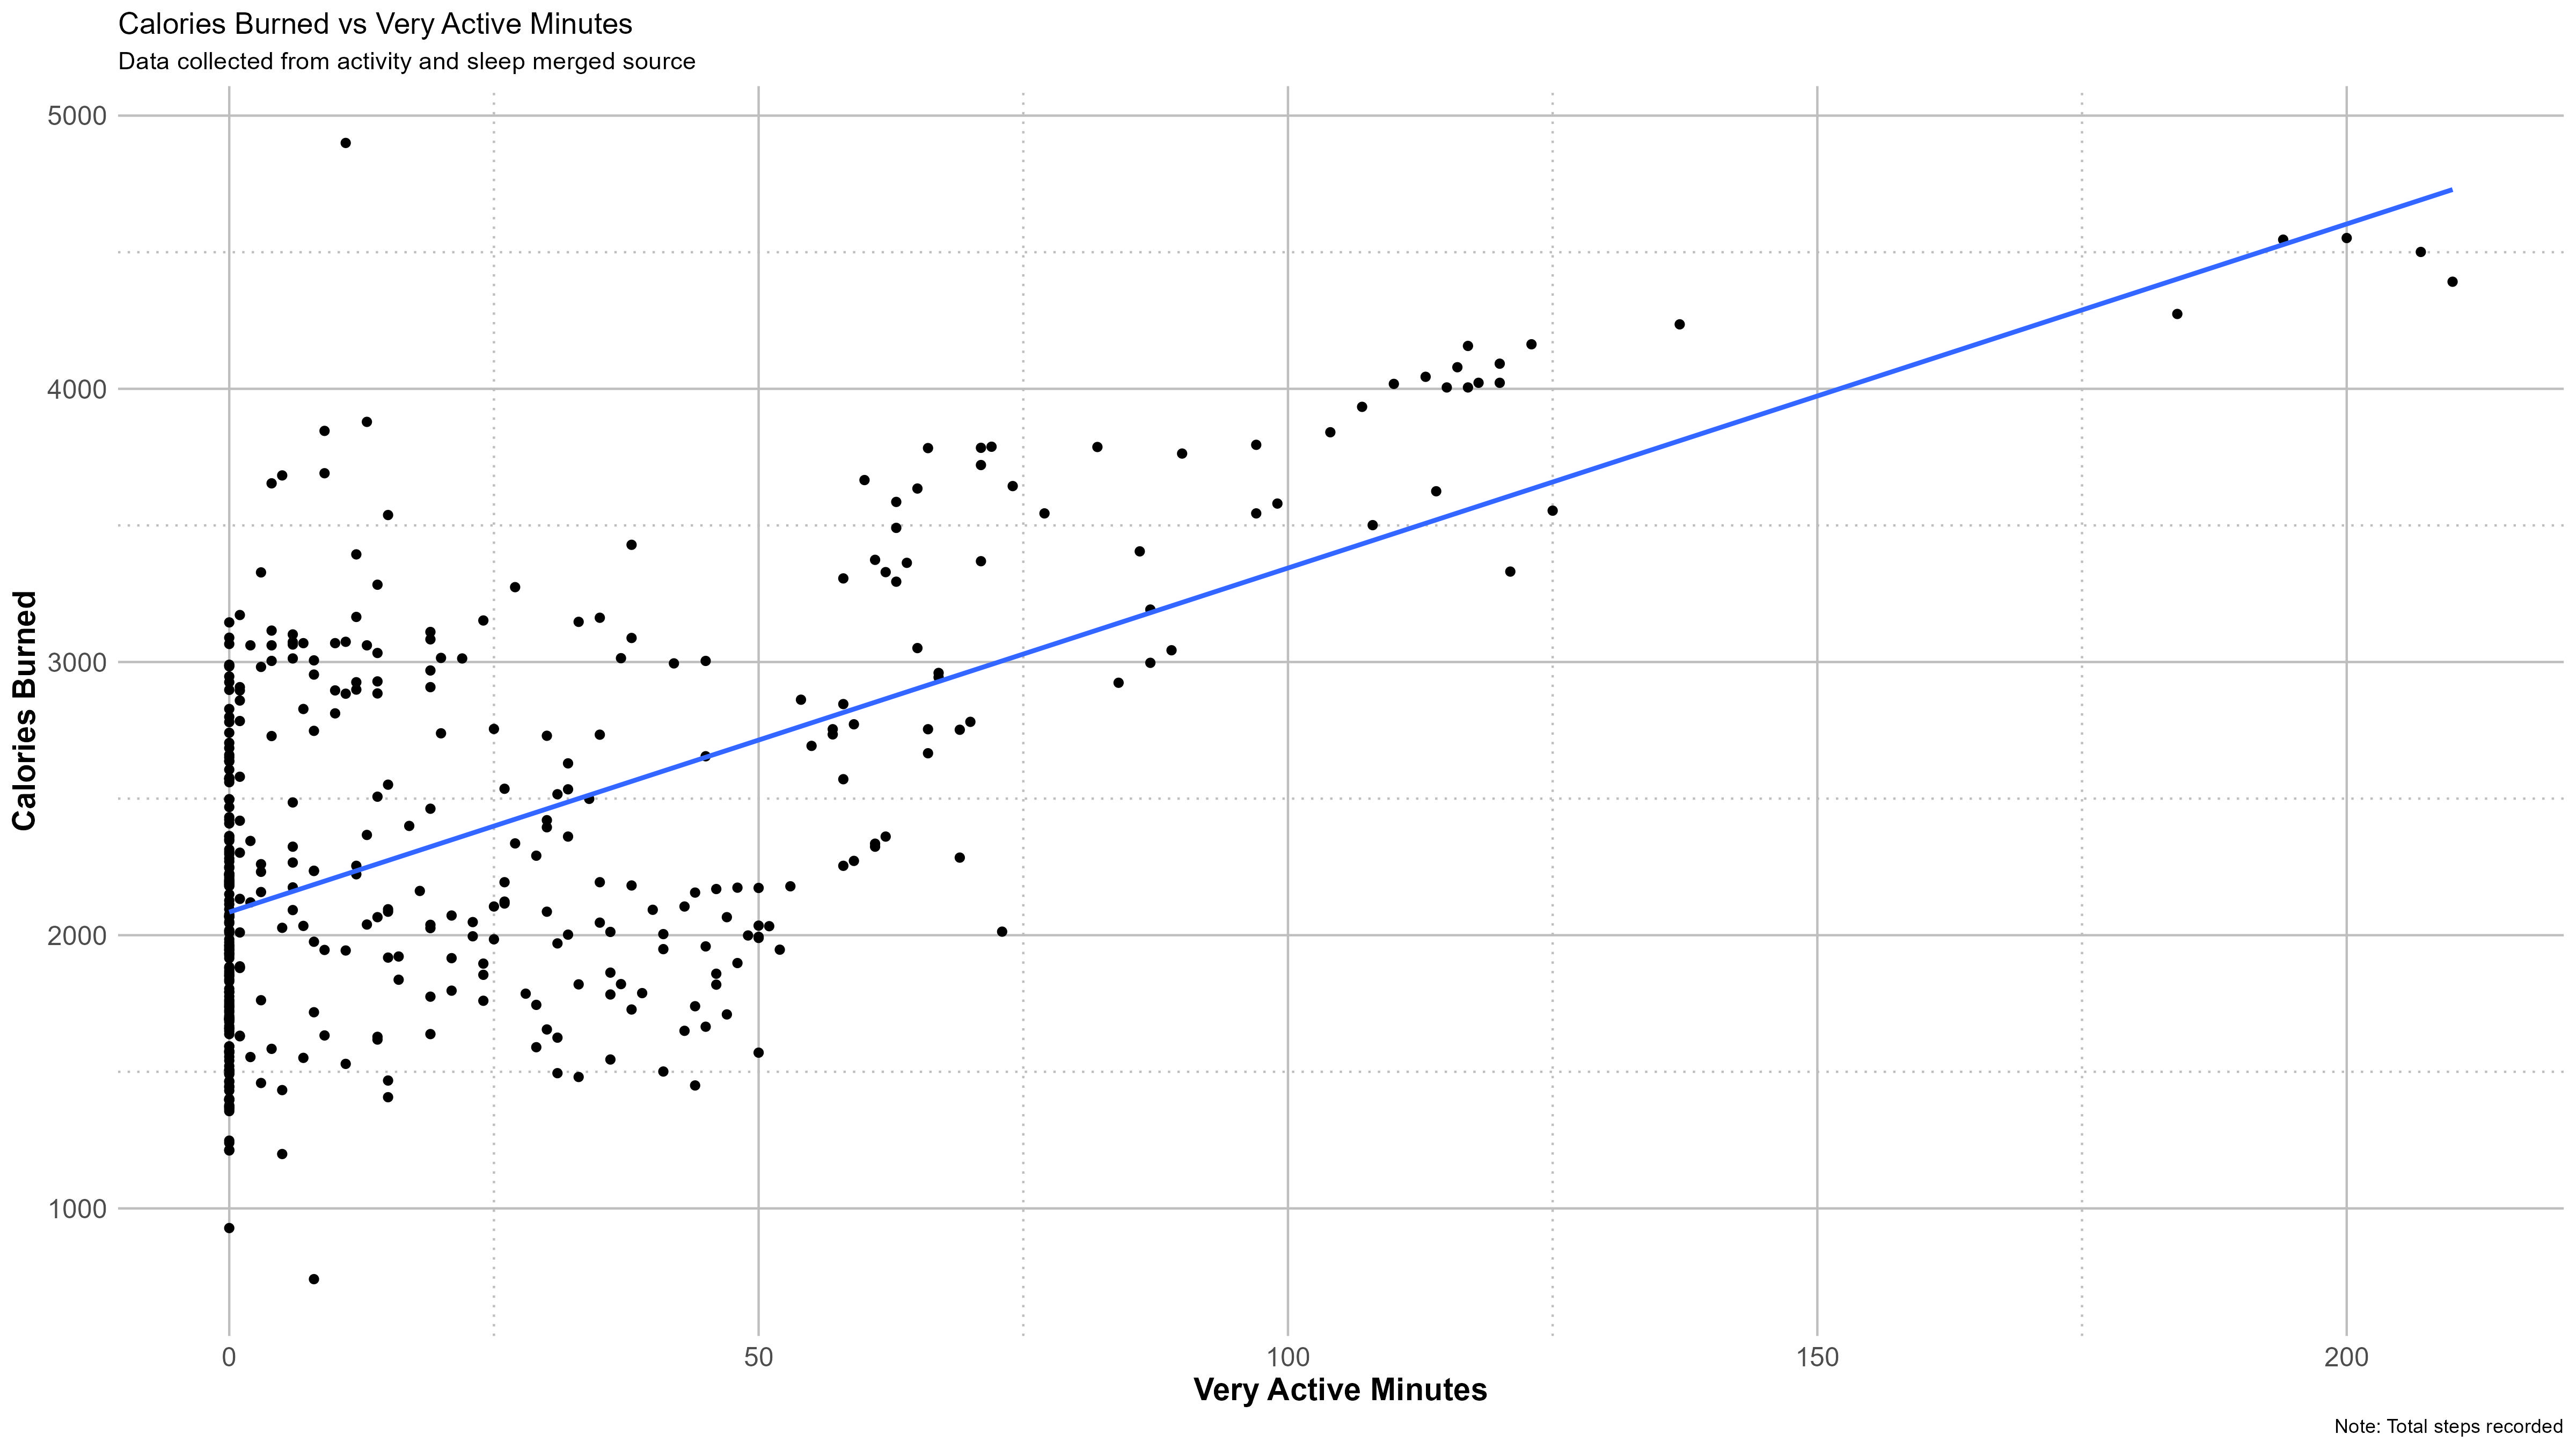 Calories Burned vs Very Active Minutes
Data collected from activity and sleep merged source
5000
4000
3000
2000
1000
Calories Burned
0
50
100
150
200
Very Active Minutes
Note: Total steps recorded